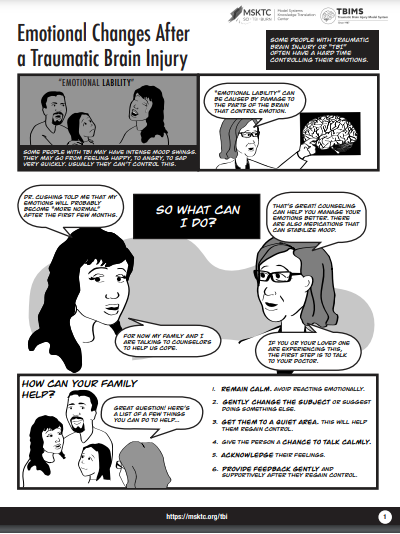 MSKTC
Model Systems
Knowledge Translation
Center
SCI TBI BURN
TBIMS
Traumatic Brain Injury Model System
Emotional Changes After
a Traumatic Brain Injury
SOME PEOPLE WITH TRAUMATIC
BRAIN INJURY OR "TBI"
OFTEN HAVE A HARD TIME
CONTROLLING THEIR EMOTIONS.
"EMOTIONAL LABILITY"
SOME PEOPLE WITH TBI MAY HAVE INTENSE MOOD SWINGS.
THEY MAY GO FROM FEELING HAPPY, TO ANGRY, TO SAD
VERY QUICKLY. USUALLY THEY CAN'T CONTROL THIS.
"EMOTIONAL LABILITY" CAN
BE CAUSED BY DAMAGE TO
THE PARTS OF THE BRAIN
THAT CONTROL EMOTION.
DR. CUSHING TOLD ME THAT MY
EMOTIONS WILL PROBABLY
BECOME "MORE NORMAL"
AFTER THE FIRST FEW MONTHS.
SO WHAT CAN
I DO?
THAT'S GREAT! COUNSELING
CAN HELP YOU MANAGE YOUR
EMOTIONS BETTER. THERE
ARE ALSO MEDICATIONS THAT
CAN STABILIZE MOOD.
FOR NOW MY FAMILY AND I
ARE TALKING TO COUNSELORS
TO HELP US COPE.
IF YOU OR YOUR LOVED ONE
ARE EXPERIENCING THIS,
THE FIRST STEP IS TO TALK
TO YOUR DOCTOR.
HOW CAN YOUR FAMILY
HELP?
GREAT QUESTION! HERE'S
A LIST OF A FEW THINGS
YOU CAN DO TO HELP...
1. REMAIN CALM. AVOID REACTING EMOTIONALLY.
2. GENTLY CHANGE THE SUBJECT OR SUGGEST
DOING SOMETHING ELSE.
3. GET THEM TO A QUIET AREA. THIS WILL HELP
THEM REGAIN CONTROL.
4. GIVE THE PERSON A CHANCE TO TALK CALMLY.
5. ACKNOWLEDGE THEIR FEELINGS.
6. PROVIDE FEEDBACK GENTLY AND
SUPPORTIVELY AFTER THEY REGAIN CONTROL.
https://msktc.org/tbi
1